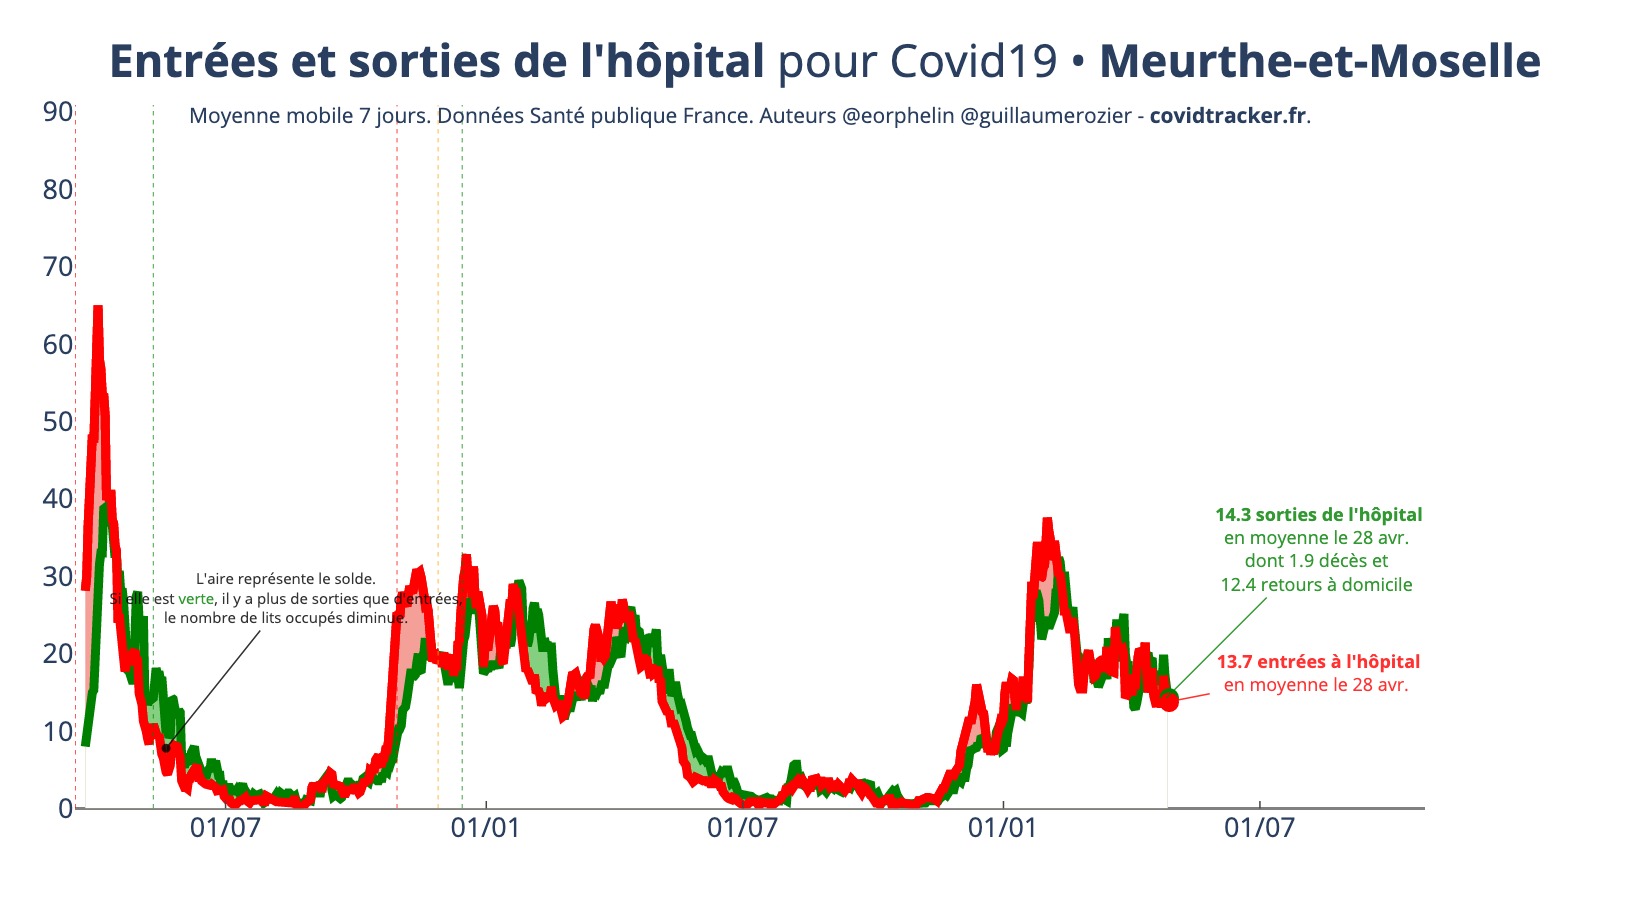 Entrées et sorties de l'hôpital pour Covid19 • Meurthe-et-Moselle
Moyenne mobile 7 jours. Données Santé publique France. Auteurs @eorphelin @guillaumerozier - covidtracker.fr.
90
80
70
60
50
40
30
20
10
0
L'aire représente le solde.
Si elle est verte, il y a plus de sorties que d'entrées,
le nombre de lits occupés diminue.
14.3 sorties de l'hôpital
en moyenne le 28 avr.
dont 1.9 décès et
12.4 retours à domicile
13.7 entrées à l'hôpital
en moyenne le 28 avr.
01/07
01/01
01/07
01/01
01/07